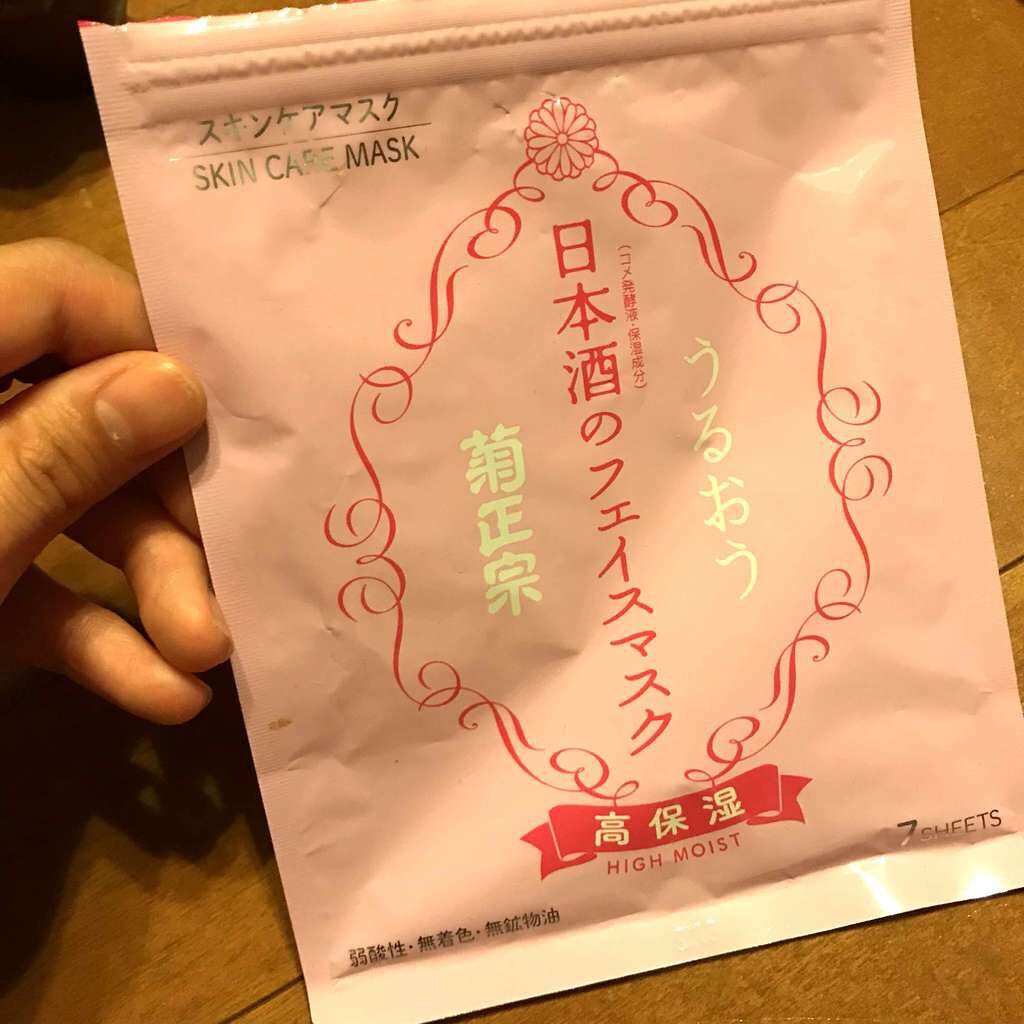 スキンケアマスク
SKIN CARE MASK
うるおう
日本酒のフェイスマスク
(コメ発酵液・保湿成分)
菊正宗
高保湿
HIGH MOIST
7 SHEETS
弱酸性・無着色・無鉱物油